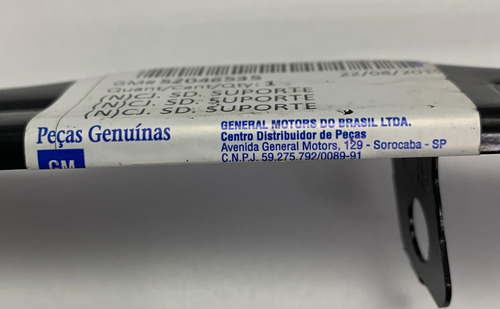 GM# 52046535
Quant/Cant/Qty 1
22/08/201
(N)CJ. SD. SUPORTE
(N)CJ. SD. SUPORTE
(N)CJ. SD. SUPORTE
Peças Genuínas
GM
GENERAL MOTORS DO BRASIL LTDA.
Centro Distribuidor de Peças
Avenida General Motors, 129 - Sorocaba - SP
C.N.P.J. 59.275.792/0089-91